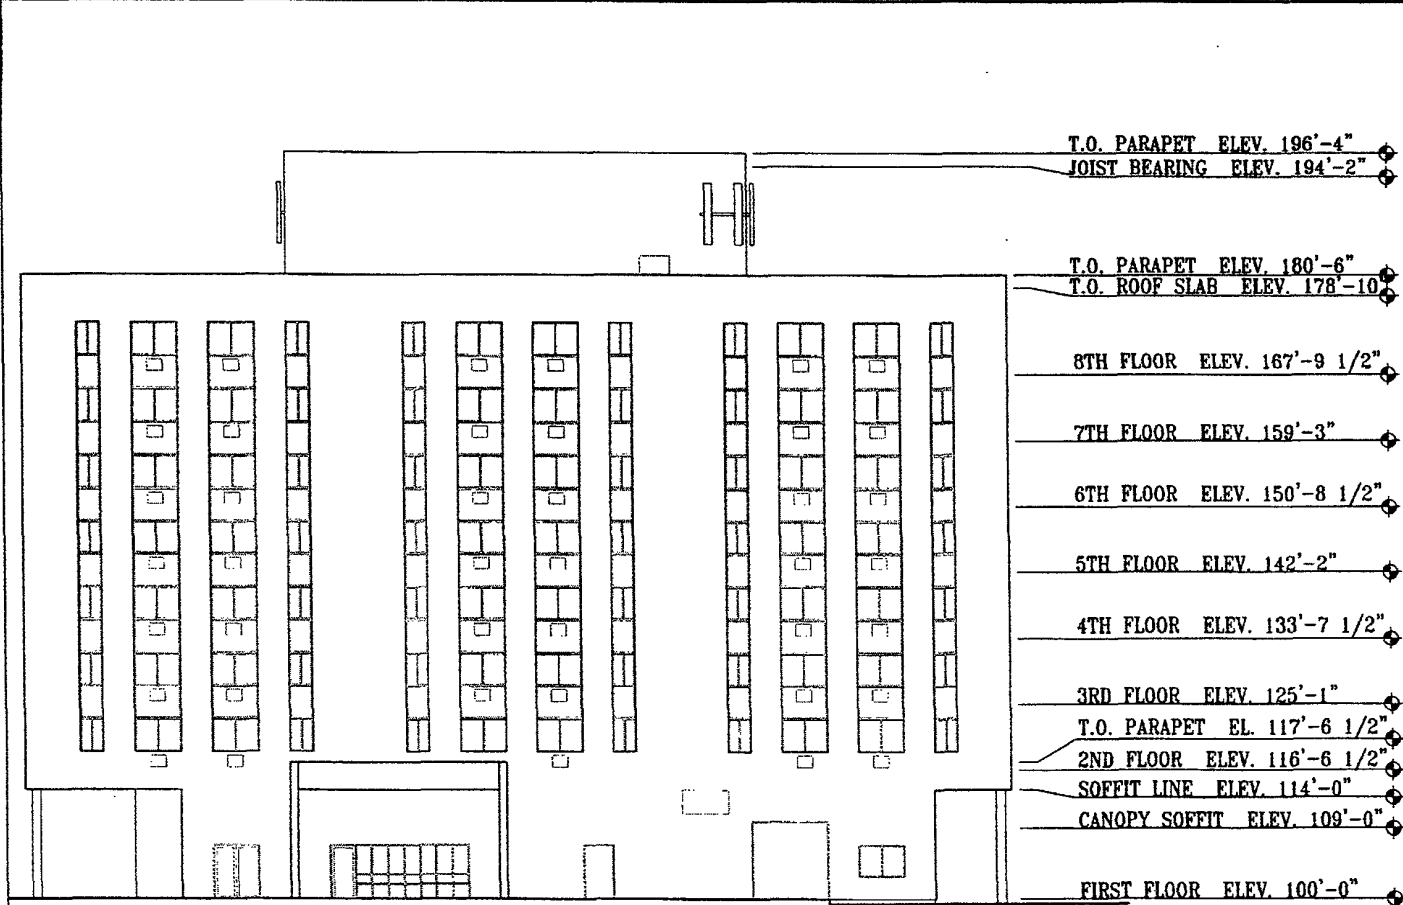 T.O. PARAPET ELEV. 196'-4"
JOIST BEARING ELEV. 194'-2"
T.O. PARAPET ELEV. 180'-6"
T.O. ROOF SLAB ELEV. 178'-10
8TH FLOOR ELEV. 167'-9 1/2"
7TH FLOOR ELEV. 159'-3"
6TH FLOOR ELEV. 150'-8 1/2"
5TH FLOOR ELEV. 142'-2"
4TH FLOOR ELEV. 133'-7 1/2"
3RD FLOOR ELEV. 125'-1"
T.O. PARAPET EL. 117'-6 1/2"
2ND FLOOR ELEV. 116'-6 1/2"
SOFFIT LINE ELEV. 114'-0"
CANOPY SOFFIT ELEV. 109'-0"
FIRST FLOOR ELEV. 100'-0"